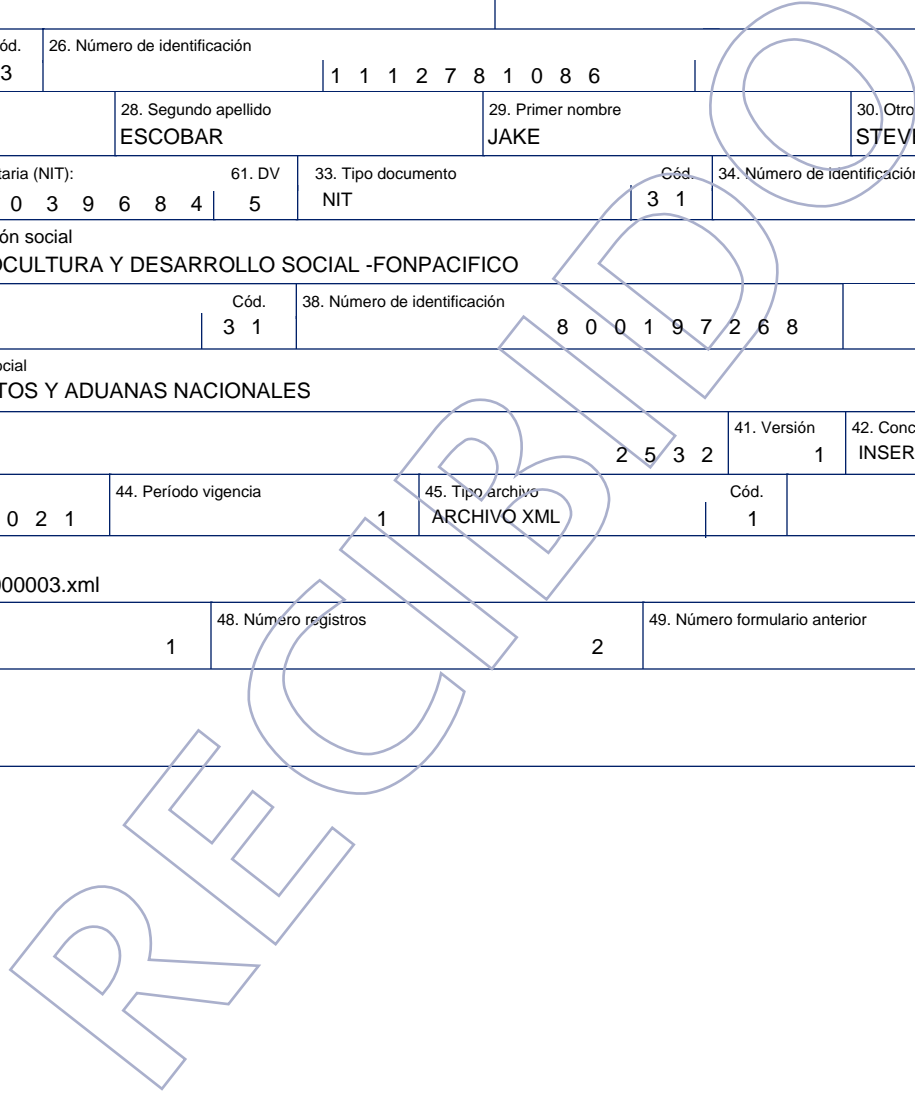 ód. 26. Número de identificación
3 1 1 1 2 7 8 1 0 8 6
28. Segundo apellido 29. Primer nombre 30. Otro
ESCOBAR JAKE STEV
taria (NIT): 61. DV 33. Tipo documento Cód. 34. Número de identificación
0 3 9 6 8 4 5 NIT 3 1
ón social
OCULTURA Y DESARROLLO SOCIAL -FONPACIFICO
Cód. 38. Número de identificación
3 1 8 0 0 1 9 7 2 6 8
ocial
TOS Y ADUANAS NACIONALES
41. Versión 42. Conc
2 5 3 2 1 INSER
44. Período vigencia 45. Tipo archivo Cód.
0 2 1 1 ARCHIVO XML 1
000003.xml
48. Número registros 49. Número formulario anterior
1 2
RECIBIDO